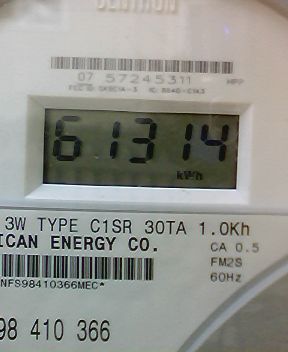 CENTRON
07 57245311
61314
kWh
3W TYPE C1SR 30TA 1.0Kh
ICAN ENERGY CO.
CA 0.5
FM2S
60Hz
NFS98410366MEC*
98 410 366